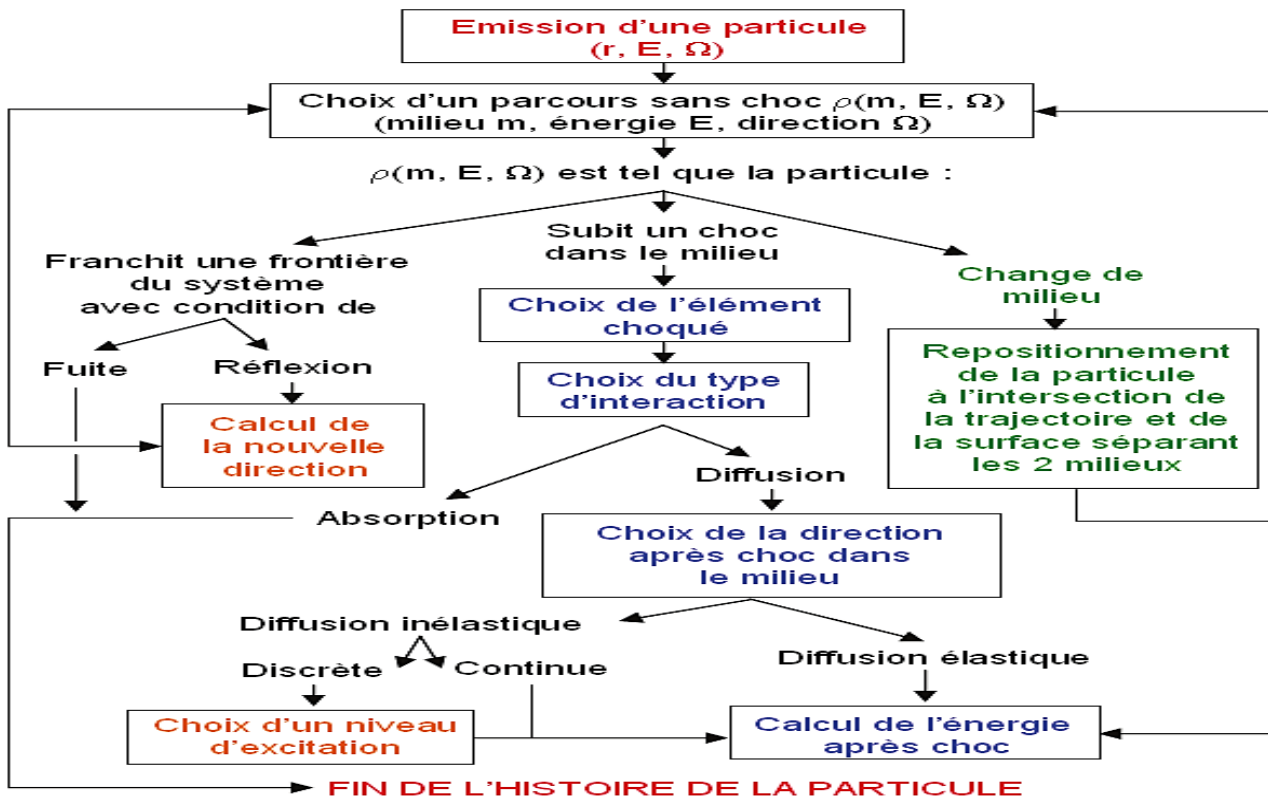 Emission d'une particule
(r, E, Ω)
Choix d'un parcours sans choc ρ(m, E, Ω)
(milieu m, énergie E, direction Ω)
ρ(m, E, Ω) est tel que la particule :
Franchit une frontière
du système
avec condition de
Fuite
Réflexion
Calcul de
la nouvelle
direction
Subit un choc
dans le milieu
Choix de l'élément
choqué
Choix du type
d'interaction
Change de
milieu
Repositionnement
de la particule
à l'intersection de
la trajectoire et de
la surface séparant
les 2 milieux
Absorption
Diffusion
Choix de la direction
après choc dans
le milieu
Diffusion inélastique
Discrète
Continue
Diffusion élastique
Choix d'un niveau
d'excitation
Calcul de l'énergie
après choc
FIN DE L'HISTOIRE DE LA PARTICULE